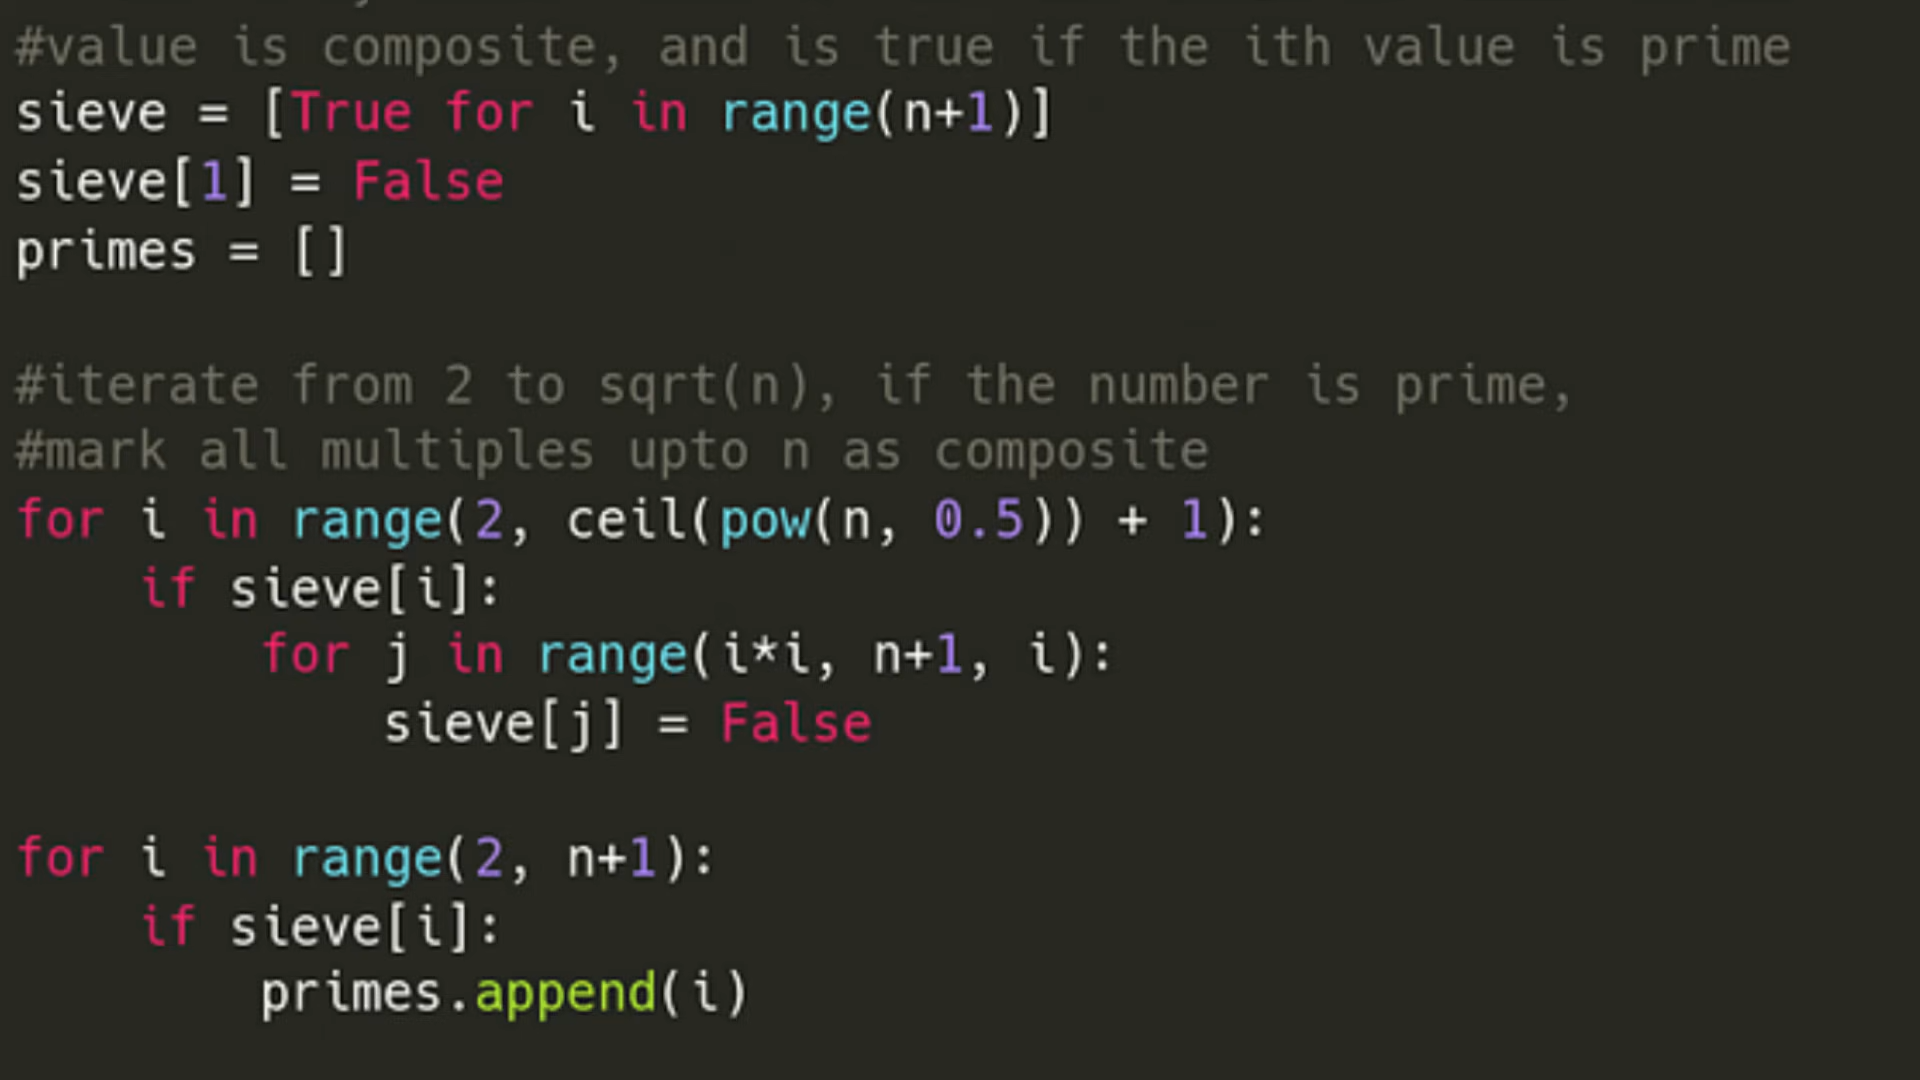 #value is composite, and is true if the ith value is prime
sieve = [True for i in range(n+1)]
sieve[1] = False
primes = []
#iterate from 2 to sqrt(n), if the number is prime,
#mark all multiples upto n as composite
for i in range(2, ceil(pow(n, 0.5)) + 1):
    if sieve[i]:
        for j in range(i*i, n+1, i):
            sieve[j] = False
for i in range(2, n+1):
    if sieve[i]:
        primes.append(i)